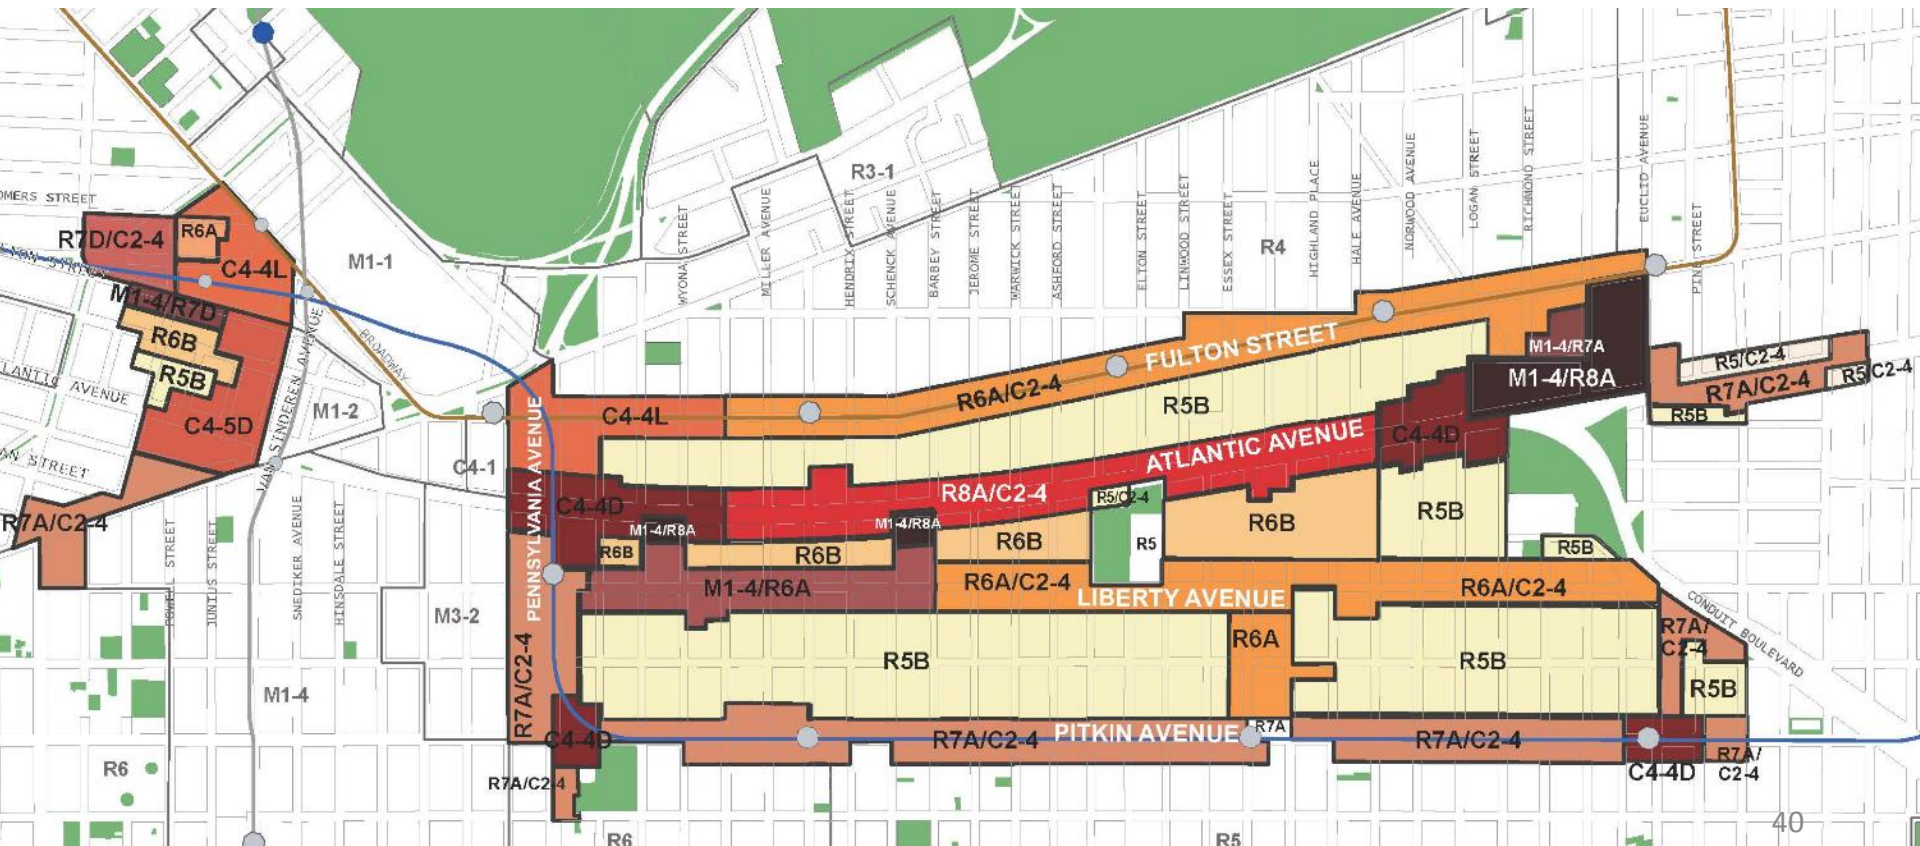 OMERS STREET
R7D/C2-4
R6A
C4-4L
M1-1
R3-1
R4
WYONA STREET
MILLER AVENUE
HENDRIX STREET
SCHENCK AVENUE
BARBEY STREET
JEROME STREET
WARWICK STREET
ASHFORD STREET
ELTON STREET
LINWOOD STREET
ESSEX STREET
HIGHLAND PLACE
HALE AVENUE
NORWOOD AVENUE
LOGAN STREET
RICHMOND STREET
EUCLID AVENUE
PINE STREET
M1-4/R7D
R6B
R5B
C4-5D
LANTIC AVENUE
AN STREET
R7A/C2-4
VAN SINDEREN AVENUE
BROADWAY
M1-2
C4-1
POWELL STREET
JUNIUS STREET
SNEDIKER AVENUE
HINSDALE STREET
M3-2
M1-4
R6
PENNSYLVANIA AVENUE
C4-4L
R6A/C2-4
FULTON STREET
R5B
M1-4/R7A
M1-4/R8A
R5/C2-4
R7A/C2-4
R5/C2-4
R5B
C4-4D
ATLANTIC AVENUE
R8A/C2-4
C4-4D
M1-4/R8A
M1-4/R8A
R5/C2-4
R6B
R6B
R6B
R5
R6B
R5B
R5B
M1-4/R6A
R6A/C2-4
LIBERTY AVENUE
R6A/C2-4
CONDUIT BOULEVARD
R7A/C2-4
R5B
R6A
R5B
R7A/
C2-4
R5B
C4-4D
R7A/C2-4
PITKIN AVENUE
R7A
R7A/C2-4
C4-4D
R7A/
C2-4
R7A/C2-4
R6
R5
40